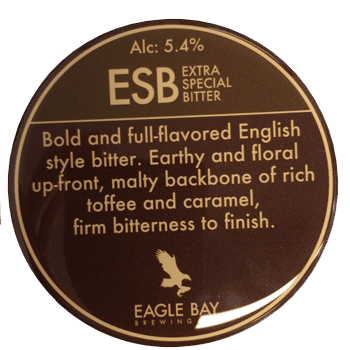 Alc: 5.4%
ESB EXTRA
SPECIAL
BITTER
Bold and full-flavored English
style bitter. Earthy and floral
up-front, malty backbone of rich
toffee and caramel,
firm bitterness to finish.
EAGLE BAY
BREWING